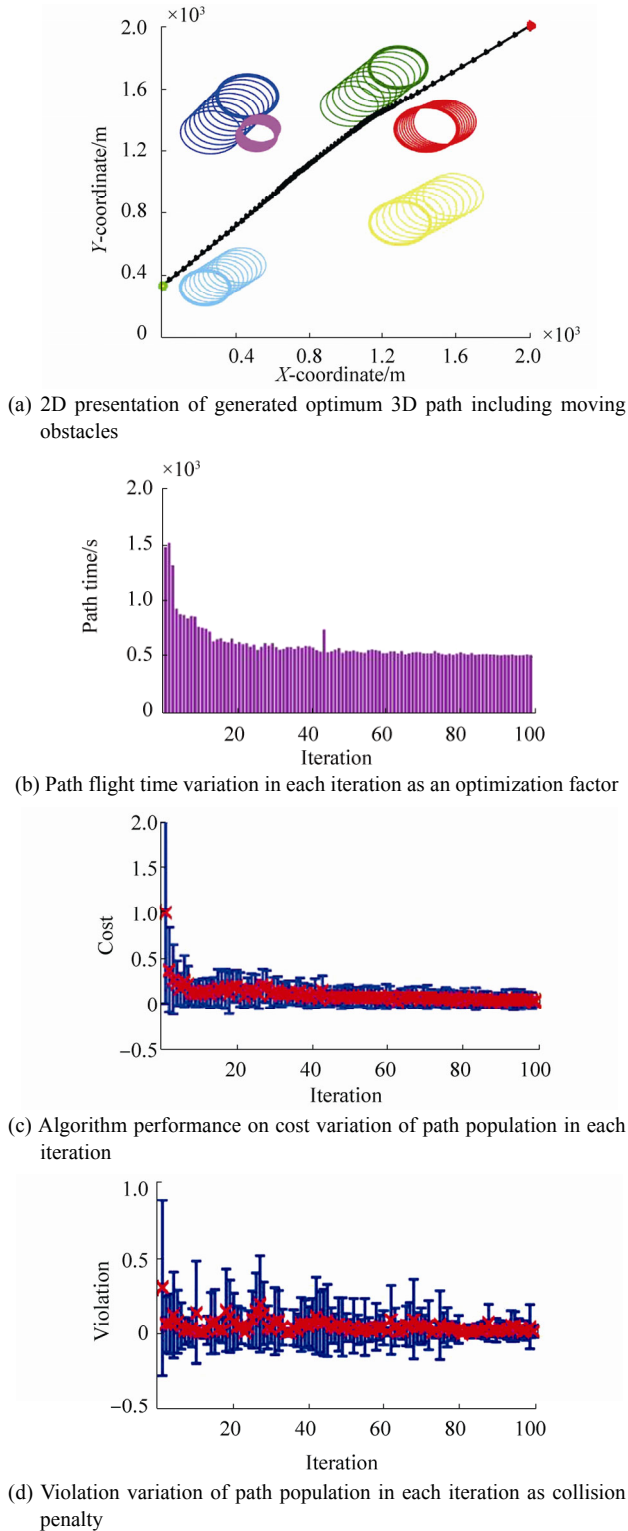 ×10³
2.0
1.6
1.2
0.8
0.4
0
Y-coordinate/m
0.4
0.8
1.2
1.6
2.0
×10³
X-coordinate/m
(a) 2D presentation of generated optimum 3D path including moving
obstacles
×10³
2.0
1.5
1.0
0.5
0
Path time/s
20
40
60
80
100
Iteration
(b) Path flight time variation in each iteration as an optimization factor
2.0
1.5
1.0
0.5
0
−0.5
Cost
20
40
60
80
100
Iteration
(c) Algorithm performance on cost variation of path population in each
iteration
1.0
0.5
0
−0.5
Violation
20
40
60
80
100
Iteration
(d) Violation variation of path population in each iteration as collision
penalty